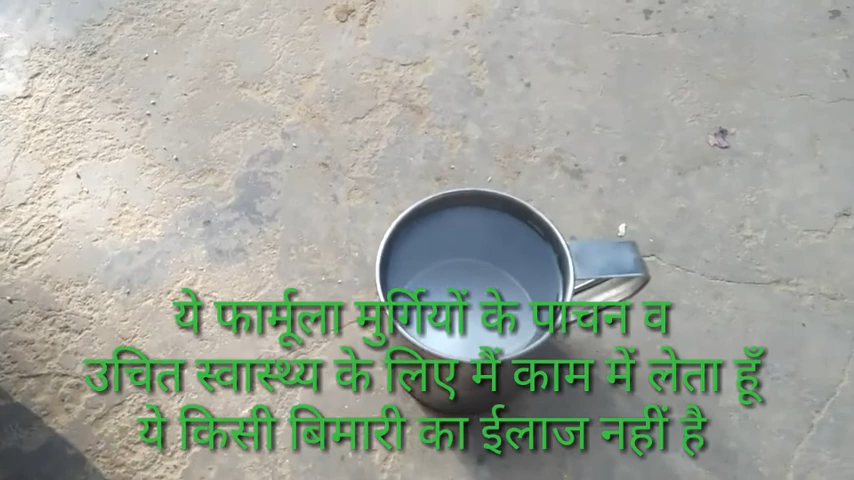 ये फार्मूला मुर्गियों के पाचन व
उचित स्वास्थ्य के लिए मैं काम में लेता हूँ
ये किसी बिमारी का ईलाज नहीं है